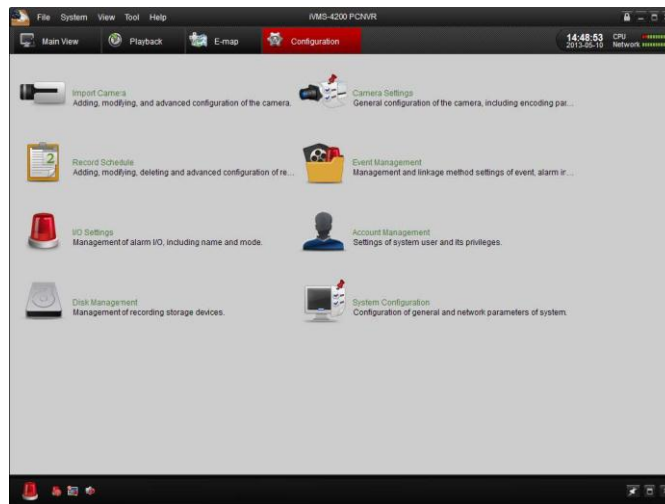 File System View Tool Help
iVMS-4200 PCNVR
Main View Playback E-map Configuration
14:48:53
2013-05-10
CPU
Network
Import Camera
Adding, modifying, and advanced configuration of the camera.
Camera Settings
General configuration of the camera, including encoding par...
Record Schedule
Adding, modifying, deleting and advanced configuration of re...
2
Event Management
Management and linkage method settings of event, alarm ir...
I/O Settings
Management of alarm I/O, including name and mode.
Account Management
Settings of system user and its privileges.
Disk Management
Management of recording storage devices.
System Configuration
Configuration of general and network parameters of system.